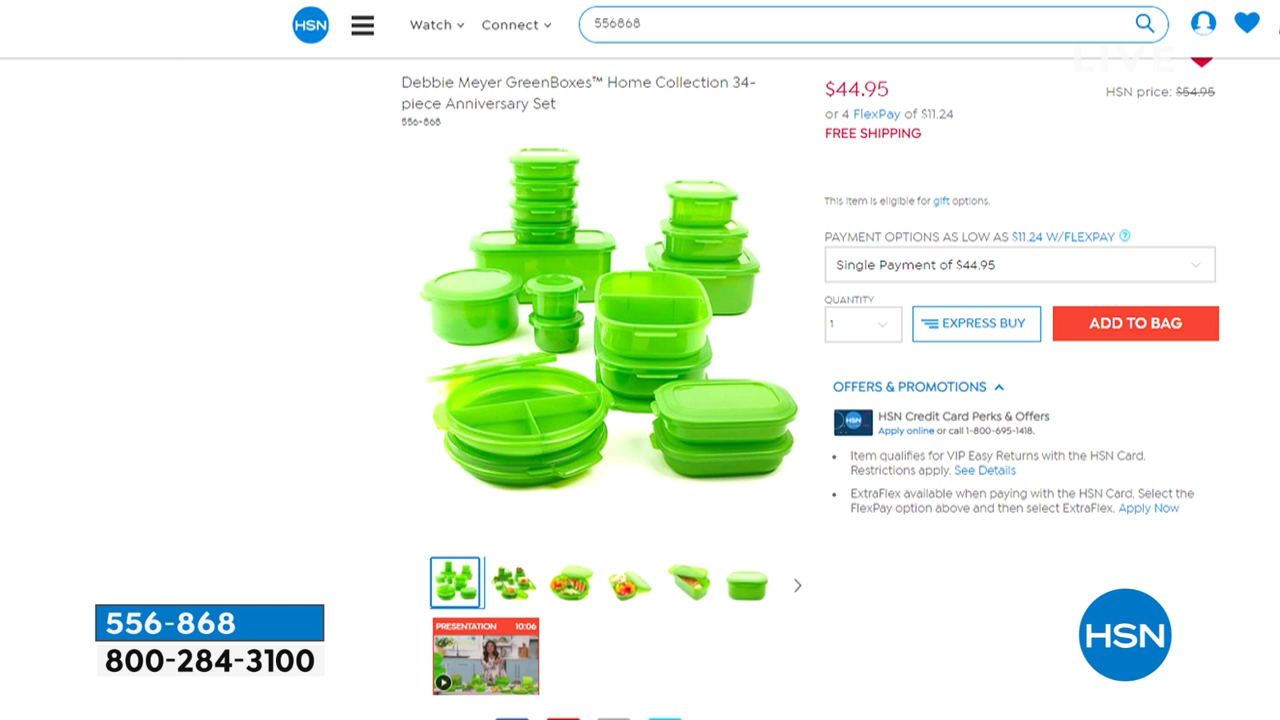 HSN
Watch
Connect
556868
LIVE
Debbie Meyer GreenBoxes™ Home Collection 34-
piece Anniversary Set
556-868
$44.95
HSN price: $54.95
or 4 FlexPay of $11.24
FREE SHIPPING
This item is eligible for gift options.
PAYMENT OPTIONS AS LOW AS $11.24 W/FLEXPAY ?
Single Payment of $44.95
QUANTITY
1
EXPRESS BUY
ADD TO BAG
OFFERS & PROMOTIONS
HSN
HSN Credit Card Perks & Offers
Apply online or call 1-800-695-1418.
• Item qualifies for VIP Easy Returns with the HSN Card.
Restrictions apply. See Details
• ExtraFlex available when paying with the HSN Card. Select the
FlexPay option above and then select ExtraFlex. Apply Now
PRESENTATION 10:06
556-868
800-284-3100
HSN